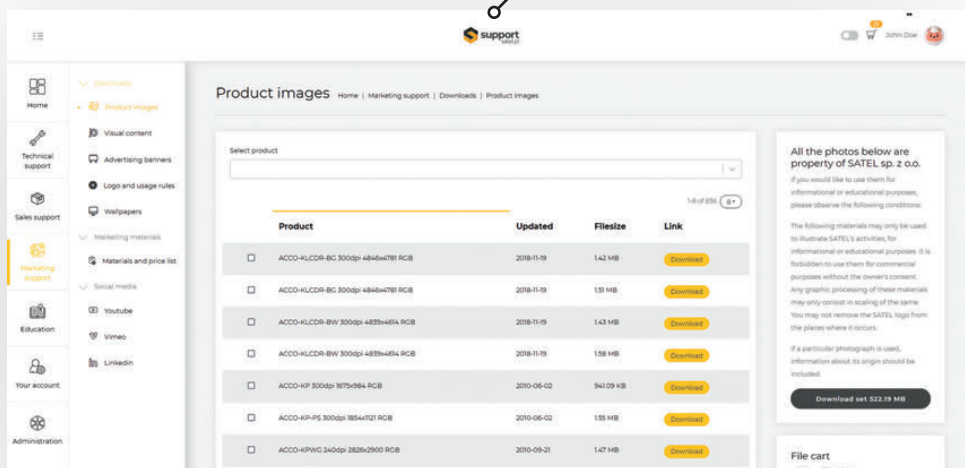 support
satel.pl
John Doe
Home
Technical
support
Sales support
Marketing
support
Education
Your account
Administration
Downloads
Product images
Visual content
Advertising banners
Logo and usage rules
Wallpapers
Marketing materials
Materials and price list
Social media
Youtube
Vimeo
Linkedin
Product images Home | Marketing support | Downloads | Product images
Select product
1-8 of 856 8
Product Updated Filesize Link
ACCO-KLCDR-BG 300dpi 4846x4781 RGB 2018-11-19 1.42 MB Download
ACCO-KLCDR-BG 300dpi 4846x4781 RGB 2018-11-19 1.51 MB Download
ACCO-KLCDR-BW 300dpi 4839x4614 RGB 2018-11-19 1.43 MB Download
ACCO-KLCDR-BW 300dpi 4839x4614 RGB 2018-11-19 1.58 MB Download
ACCO-KP 300dpi 1675x984 RGB 2010-06-02 941.09 KB Download
ACCO-KP-PS 300dpi 1854x1121 RGB 2010-06-02 1.55 MB Download
ACCO-KPWG 240dpi 2826x2900 RGB 2010-09-21 1.47 MB Download
All the photos below are
property of SATEL sp. z o.o.
If you would like to use them for
informational or educational purposes,
please observe the following conditions:
The following materials may only be used
to illustrate SATEL's activities, for
informational or educational purposes. It is
forbidden to use them for commercial
purposes without the owner's consent.
Any graphic processing of these materials
may only consist in scaling of the same.
You may not remove the SATEL logo from
the places where it occurs.
If a particular photograph is used,
information about its origin should be
included.
Download set 522.19 MB
File cart